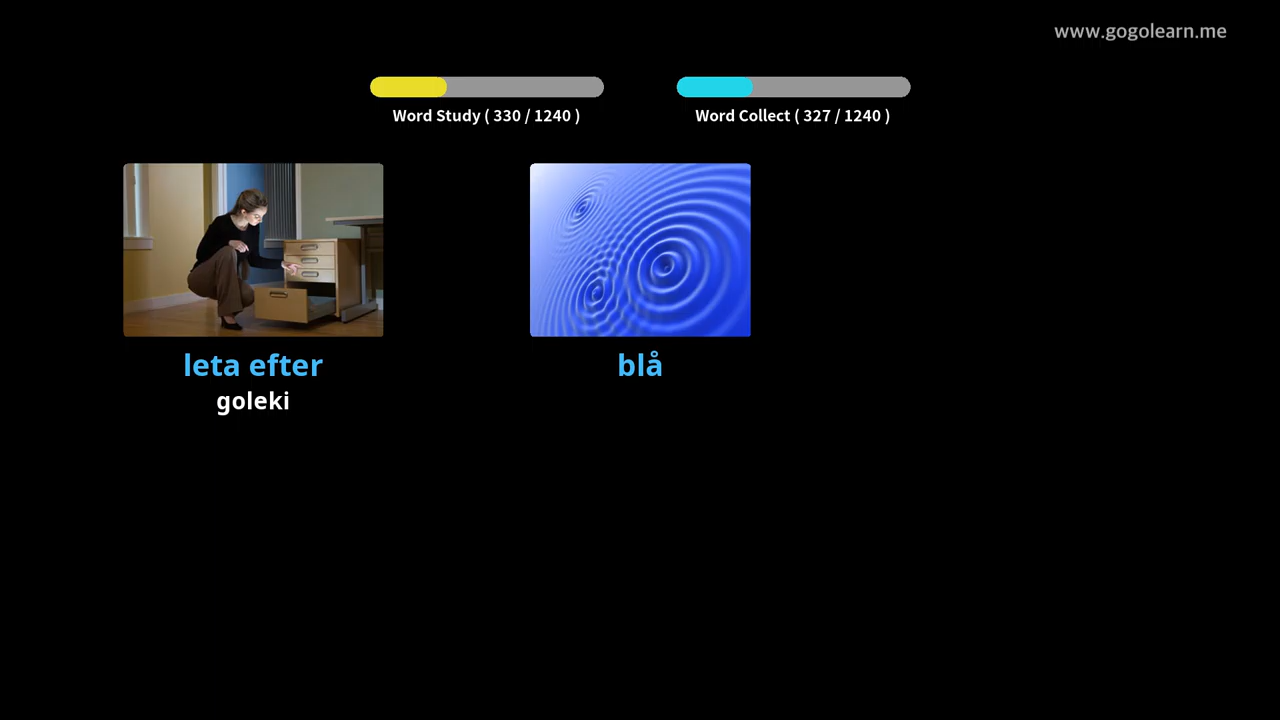 www.gogolearn.me
Word Study ( 330 / 1240 )
Word Collect ( 327 / 1240 )
leta efter
goleki
blå